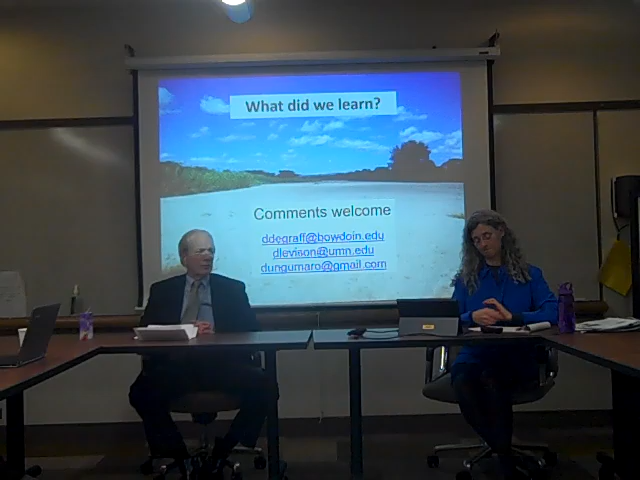 What did we learn?
Comments welcome
ddegraff@bowdoin.edu
dlevison@umn.edu
dungumaro@gmail.com